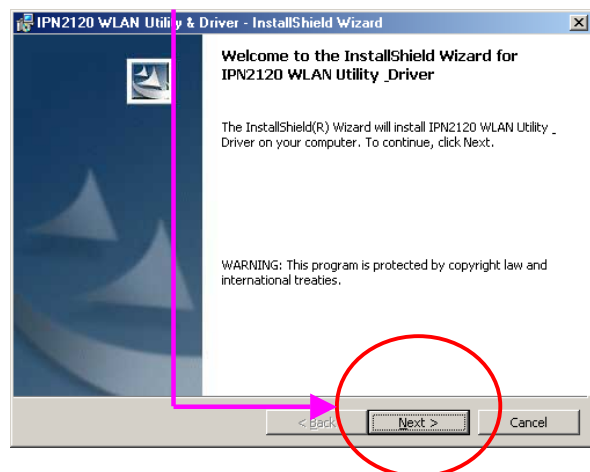 IPN2120 WLAN Utility & Driver - InstallShield Wizard
Welcome to the InstallShield Wizard for
IPN2120 WLAN Utility _Driver
The InstallShield(R) Wizard will install IPN2120 WLAN Utility _
Driver on your computer. To continue, click Next.
WARNING: This program is protected by copyright law and
international treaties.
< Back
Next >
Cancel